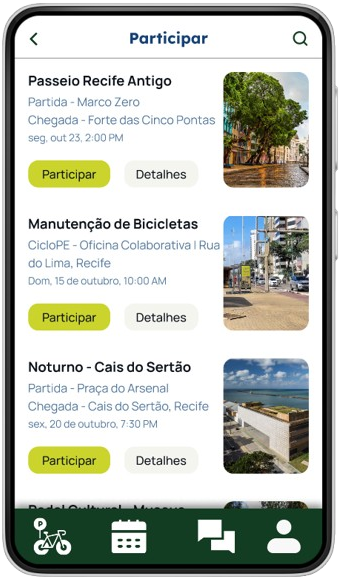 Participar
Passeio Recife Antigo
Partida - Marco Zero
Chegada - Forte das Cinco Pontas
seg, out 23, 2:00 PM
Participar Detalhes
Manutenção de Bicicletas
CicloPE - Oficina Colaborativa | Rua
do Lima, Recife
Dom, 15 de outubro, 10:00 AM
Participar Detalhes
Noturno - Cais do Sertão
Partida - Praça do Arsenal
Chegada - Cais do Sertão, Recife
sex, 20 de outubro, 7:30 PM
Participar Detalhes
Pedal Cultural - Museus
P